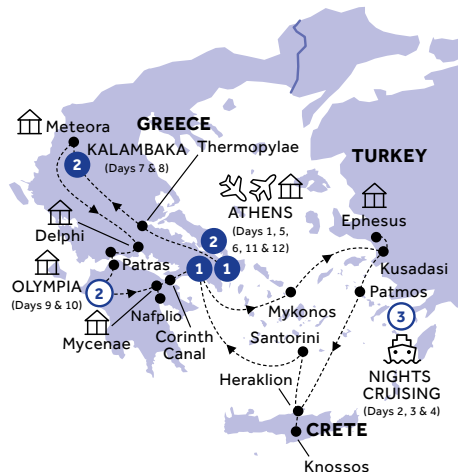 Meteora
GREECE
2
KALAMBAKA
(Days 7 & 8)
Thermopylae
TURKEY
ATHENS
(Days 1, 5,
6, 11 & 12)
2
1
1
Ephesus
Kusadasi
Delphi
Patras
OLYMPIA
(Days 9 & 10)
2
Mycenae
Nafplio
Corinth
Canal
Mykonos
Patmos
3
NIGHTS
CRUISING
(Days 2, 3 & 4)
Santorini
Heraklion
CRETE
Knossos